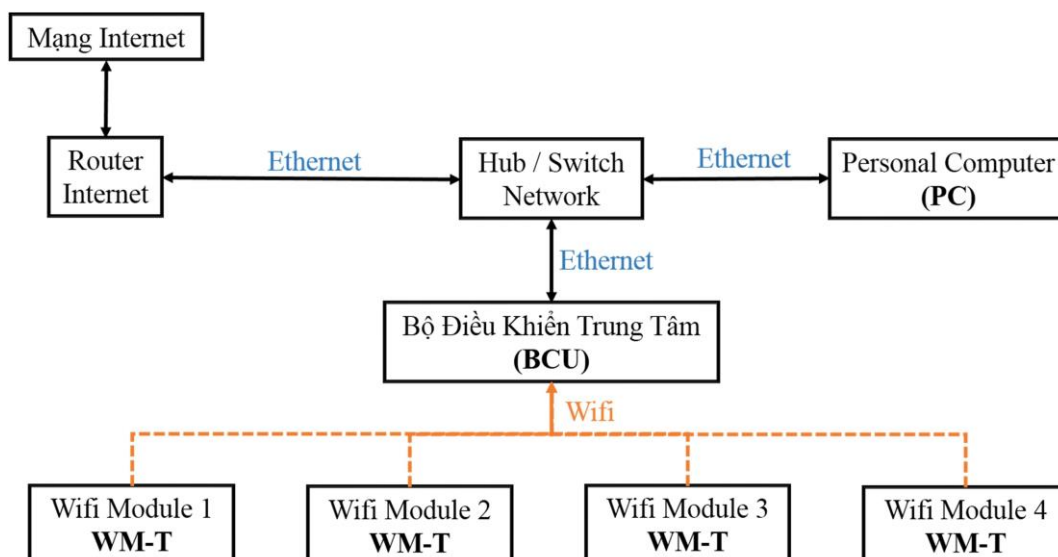 Mạng Internet
Router
Internet
Ethernet
Hub / Switch
Network
Ethernet
Personal Computer
(PC)
Ethernet
Bộ Điều Khiển Trung Tâm
(BCU)
Wifi
Wifi Module 1
WM-T
Wifi Module 2
WM-T
Wifi Module 3
WM-T
Wifi Module 4
WM-T